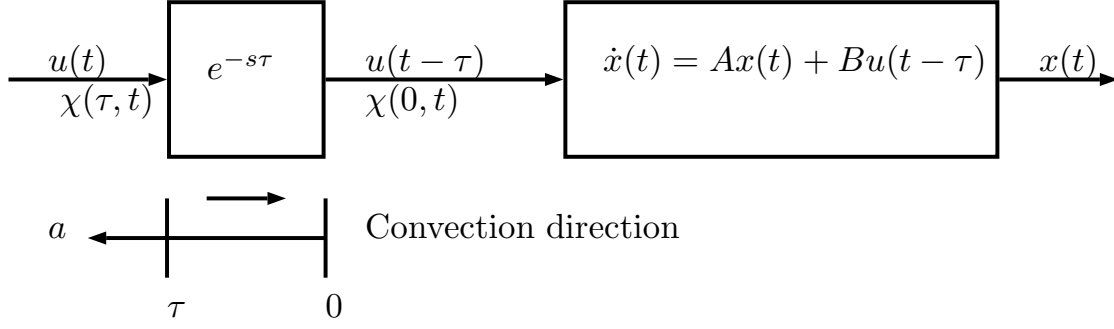 u(t) e^{-sτ} u(t − τ) ẋ(t) = Ax(t) + Bu(t − τ) x(t)
χ(τ, t) χ(0, t)
a Convection direction
τ 0